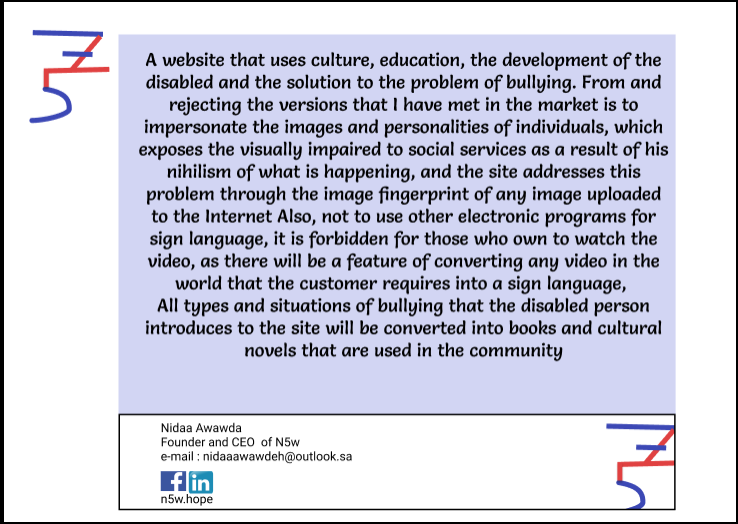 A website that uses culture, education, the development of the
disabled and the solution to the problem of bullying. From and
rejecting the versions that I have met in the market is to
impersonate the images and personalities of individuals, which
exposes the visually impaired to social services as a result of his
nihilism of what is happening, and the site addresses this
problem through the image fingerprint of any image uploaded
to the Internet Also, not to use other electronic programs for
sign language, it is forbidden for those who own to watch the
video, as there will be a feature of converting any video in the
world that the customer requires into a sign language,
All types and situations of bullying that the disabled person
introduces to the site will be converted into books and cultural
novels that are used in the community
Nidaa Awawda
Founder and CEO of N5w
e-mail : nidaaawawdeh@outlook.sa
f in
n5w.hope